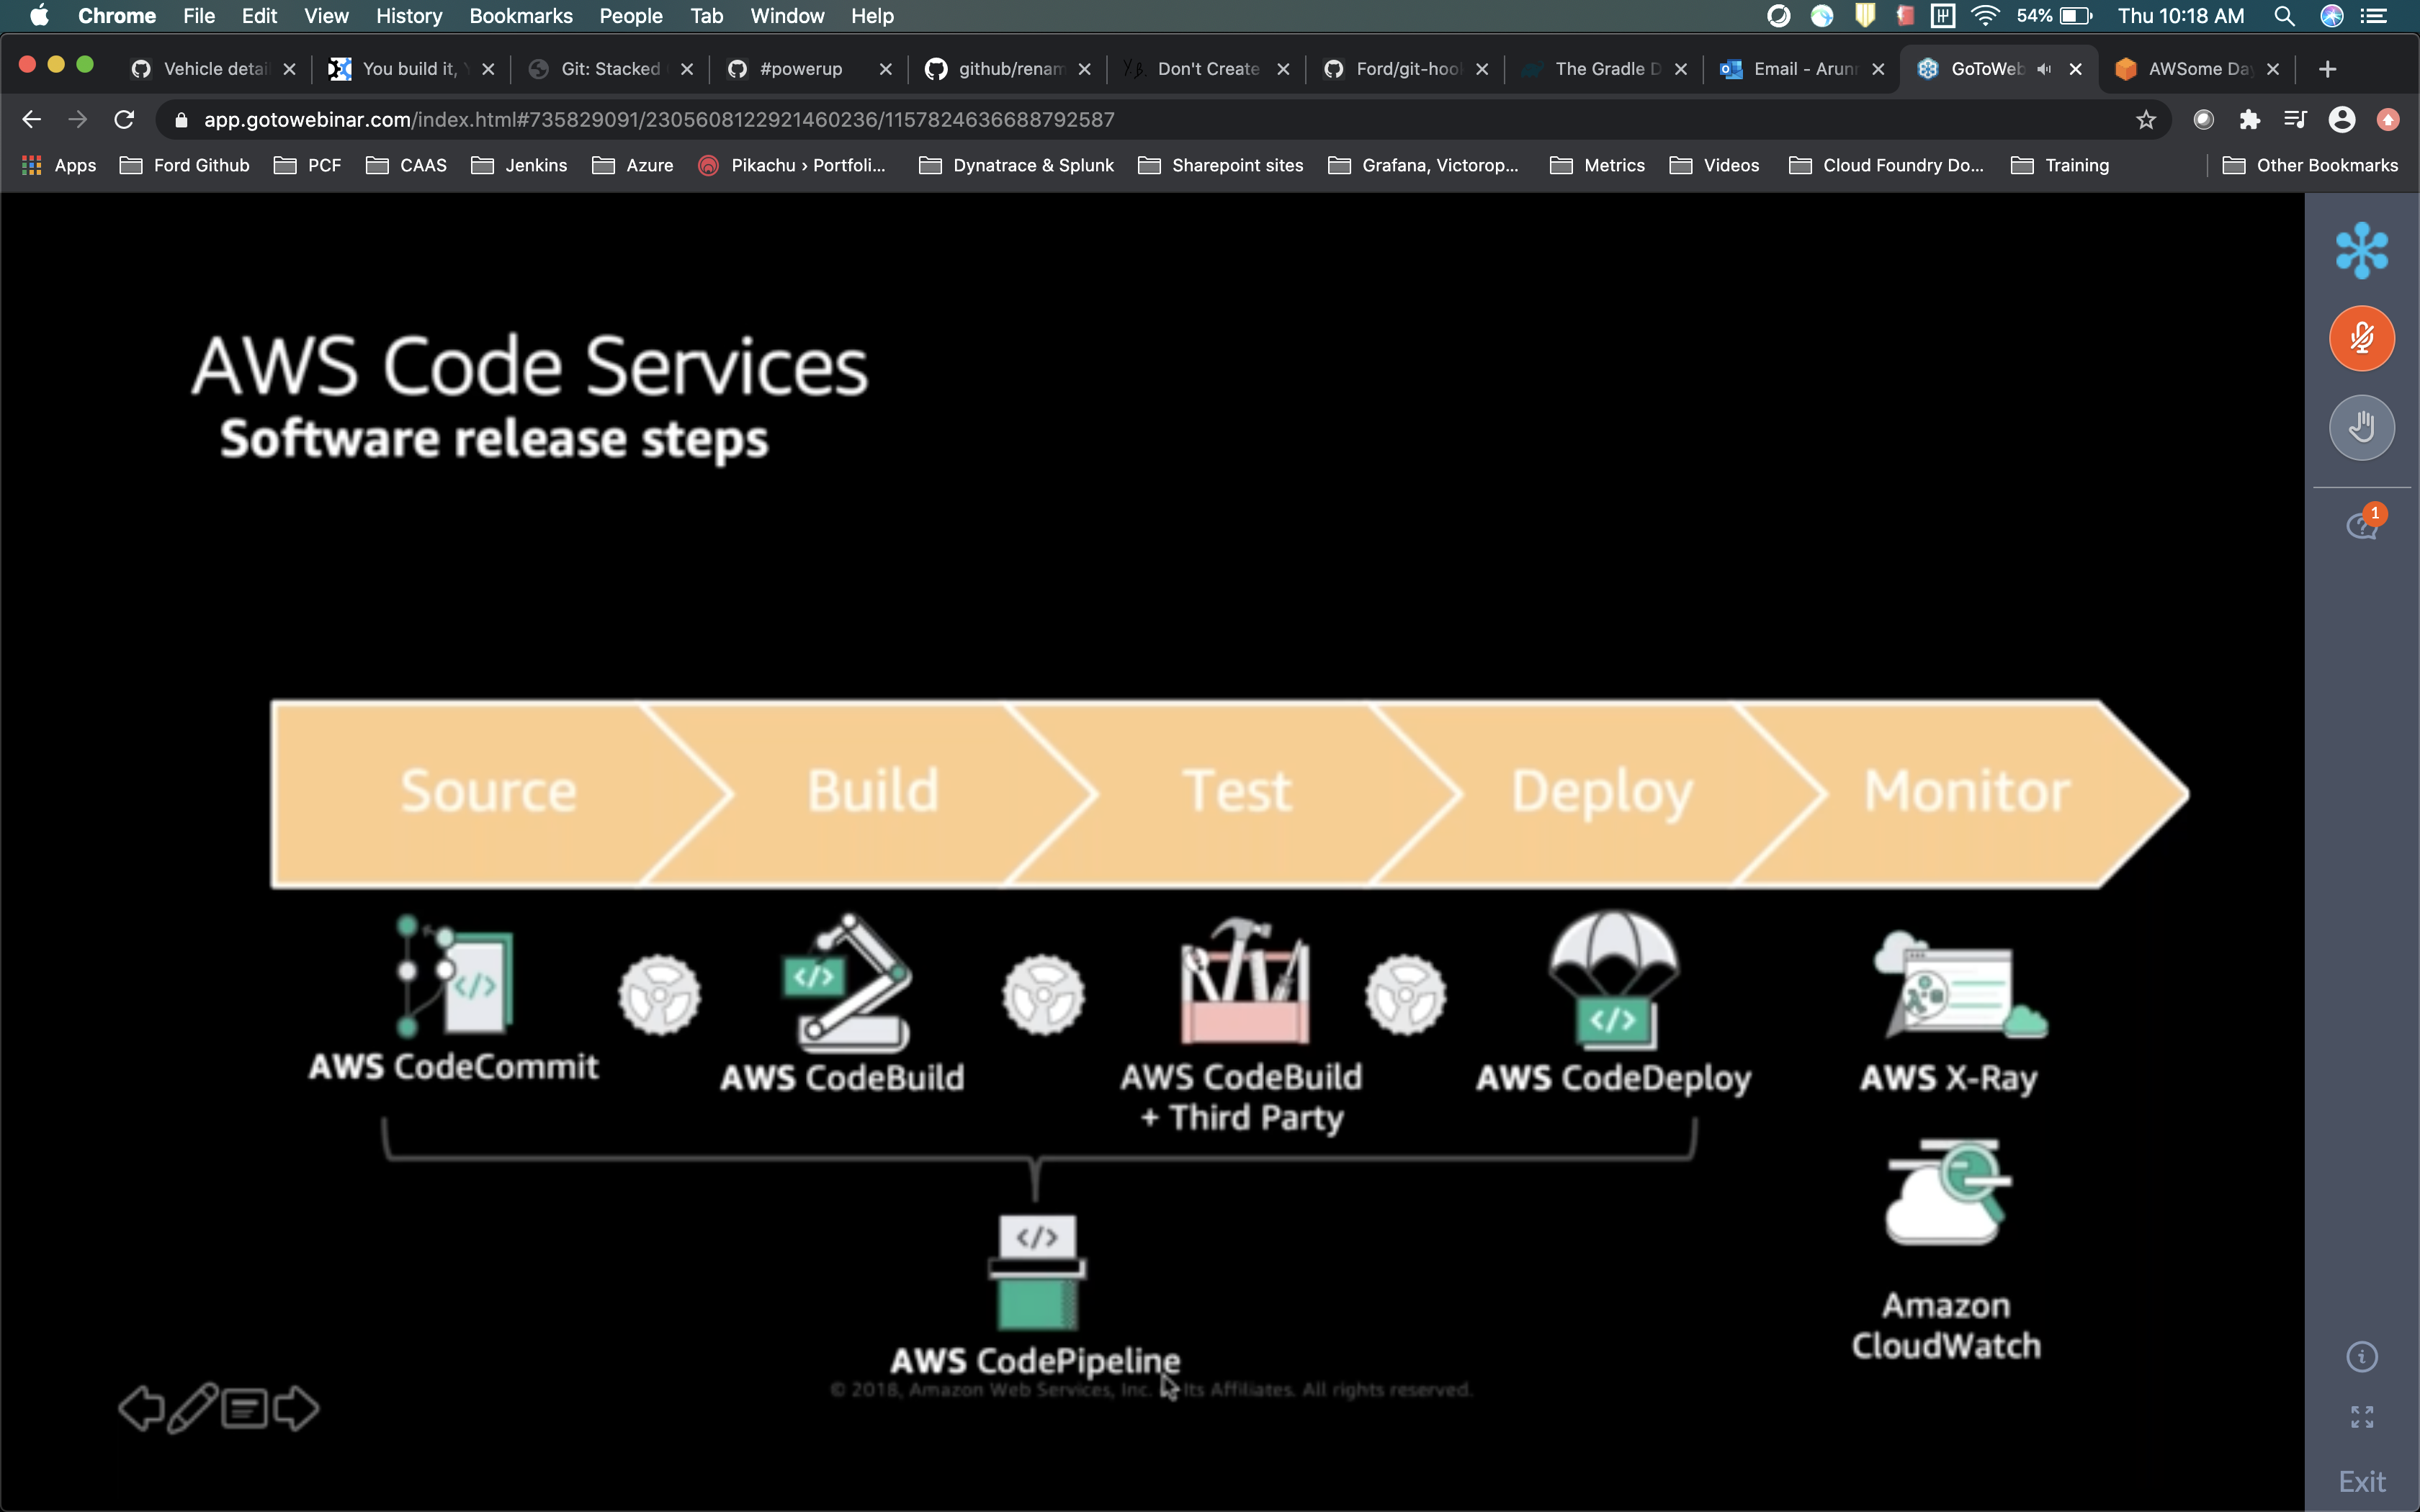 Chrome File Edit View History Bookmarks People Tab Window Help 54% Thu 10:18 AM
Vehicle detai You build it, Git: Stacked #powerup github/renam Don't Create Ford/git-hoo The Gradle D Email - Arun GoToWeb AWSome Da
app.gotowebinar.com/index.html#735829091/2305608122921460236/1157824636688792587
Apps Ford Github PCF CAAS Jenkins Azure Pikachu › Portfoli... Dynatrace & Splunk Sharepoint sites Grafana, Victorop... Metrics Videos Cloud Foundry Do... Training Other Bookmarks
AWS Code Services
Software release steps
1
Source Build Test Deploy Monitor
</>
</>
</>
AWS CodeCommit AWS CodeBuild AWS CodeBuild + Third Party AWS CodeDeploy AWS X-Ray
</>
Amazon
CloudWatch
AWS CodePipeline
© 2018, Amazon Web Services, Inc. Its Affiliates. All rights reserved.
Exit